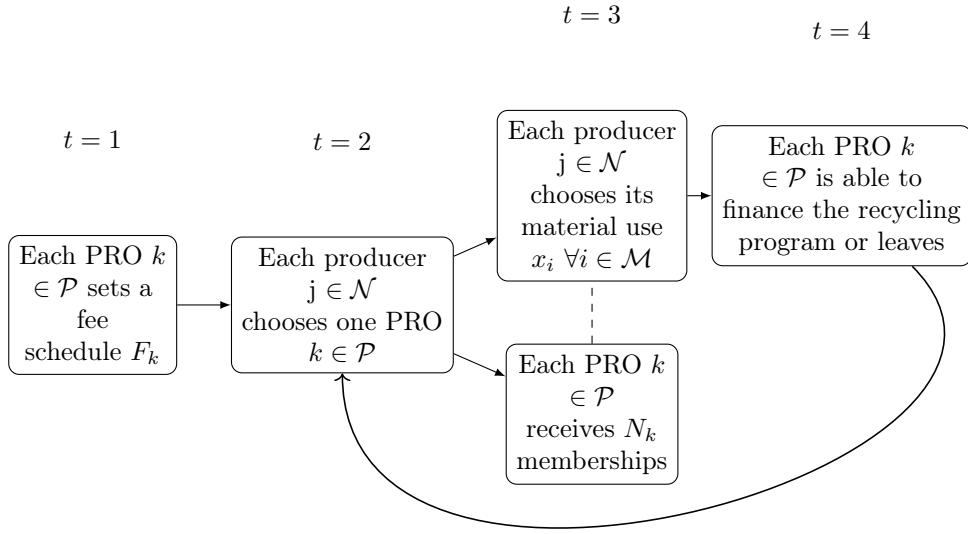 t = 3
t = 4
t = 1
t = 2
Each PRO k
∈ 𝒫 sets a
fee
schedule F_k
Each producer
j ∈ 𝒩
chooses one PRO
k ∈ 𝒫
Each producer
j ∈ 𝒩
chooses its
material use
x_i ∀i ∈ ℳ
Each PRO k
∈ 𝒫
receives N_k
memberships
Each PRO k
∈ 𝒫 is able to
finance the recycling
program or leaves